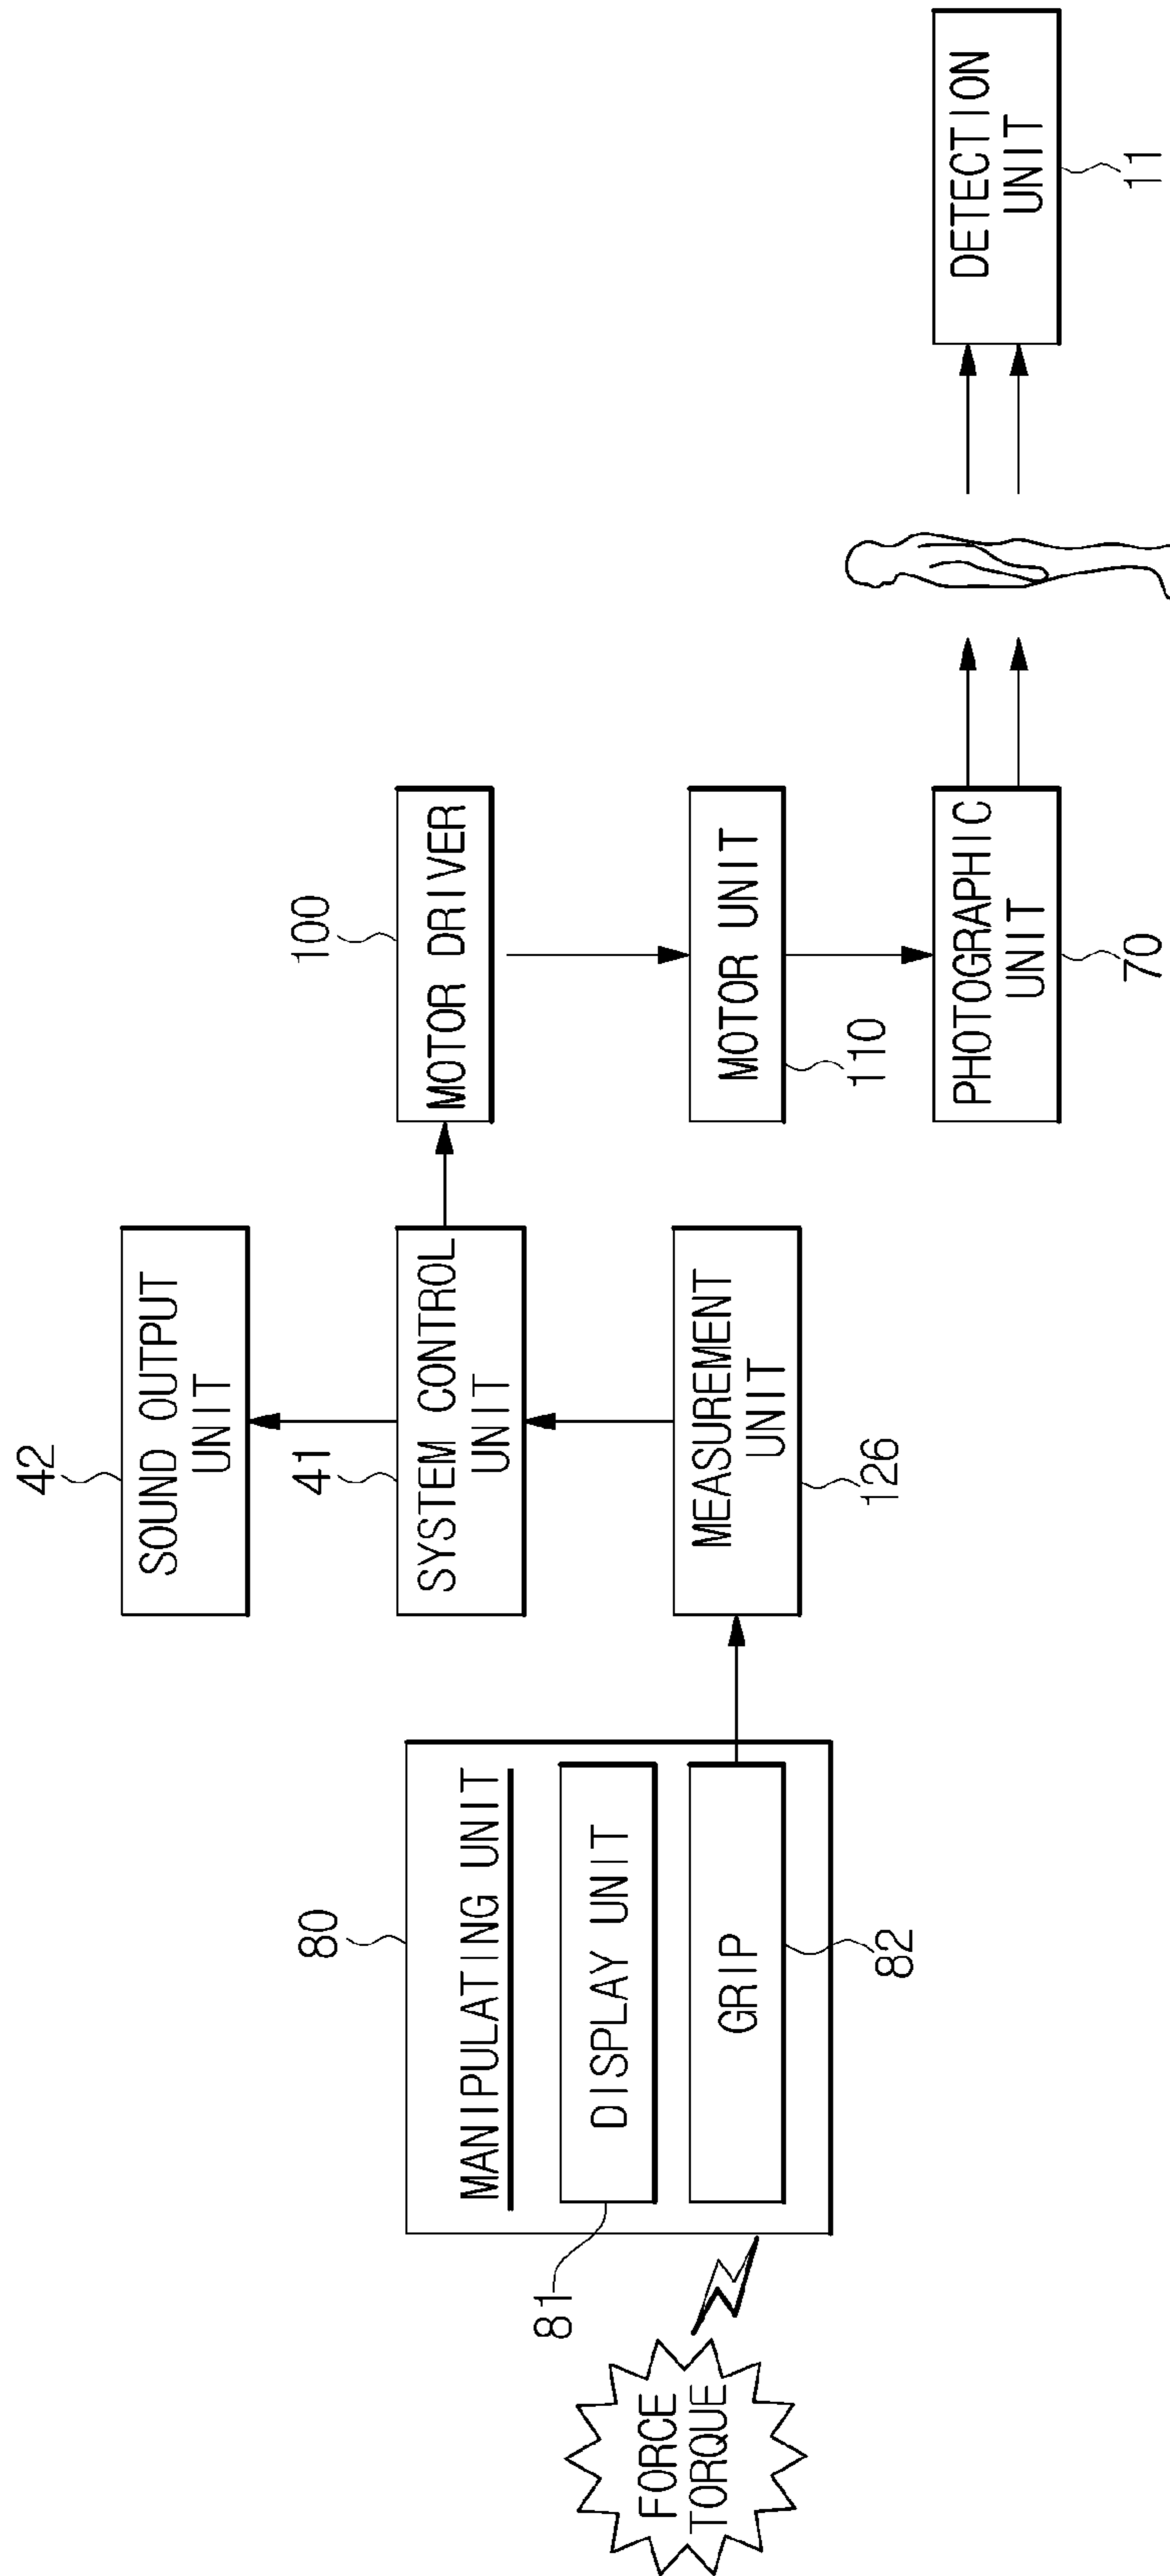 42
SOUND OUTPUT
UNIT
80
MANIPULATING UNIT
81
DISPLAY UNIT
GRIP
82
FORCE
TORQUE
41
SYSTEM CONTROL
UNIT
MEASUREMENT
UNIT
126
100
MOTOR DRIVER
MOTOR UNIT
110
PHOTOGRAPHIC
UNIT
70
DETECTION
UNIT
11